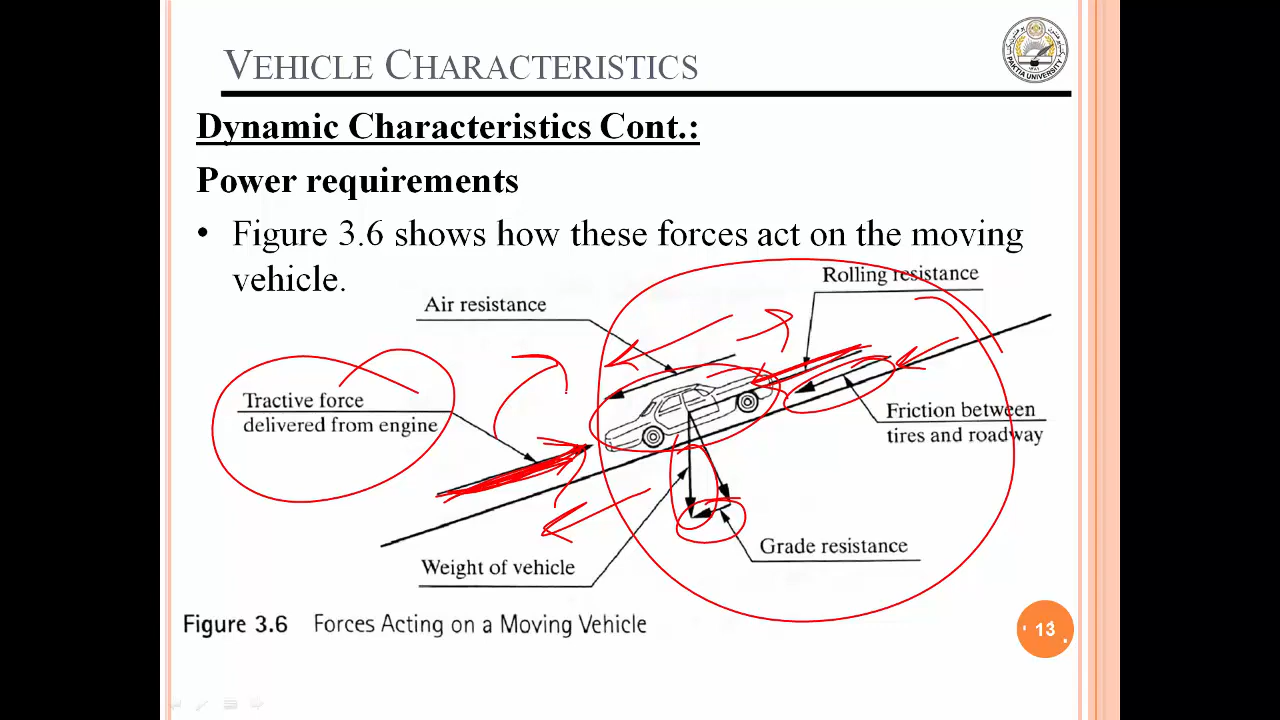 VEHICLE CHARACTERISTICS
PAKTIA UNIVERSITY
Dynamic Characteristics Cont.:
Power requirements
• Figure 3.6 shows how these forces act on the moving
vehicle.
Rolling resistance
Air resistance
Tractive force
delivered from engine
Friction between
tires and roadway
Grade resistance
Weight of vehicle
Figure 3.6 Forces Acting on a Moving Vehicle
13